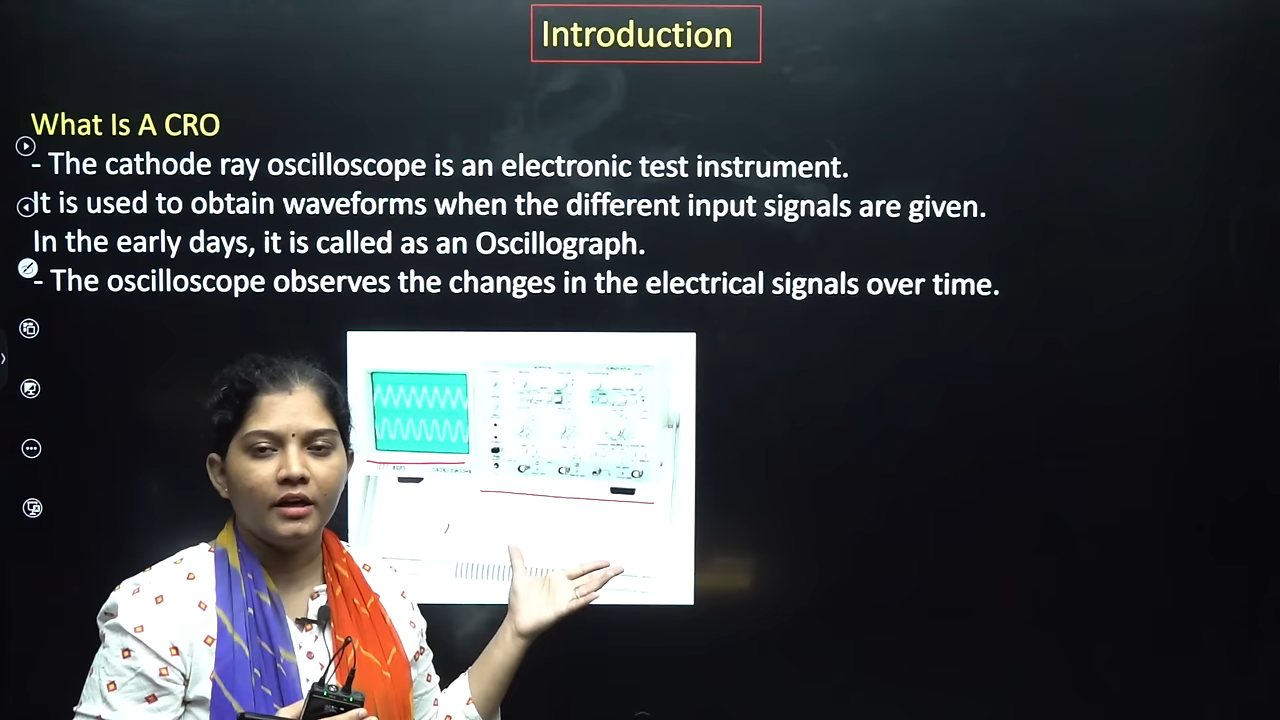 Introduction
What Is A CRO
- The cathode ray oscilloscope is an electronic test instrument.
It is used to obtain waveforms when the different input signals are given.
In the early days, it is called as an Oscillograph.
- The oscilloscope observes the changes in the electrical signals over time.